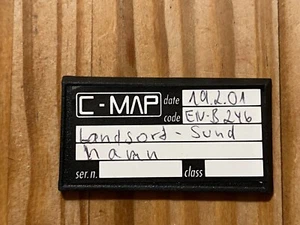 C-MAP date 19.2.01
code EN-B246
Landsort - Sund
hamn
ser.n. class